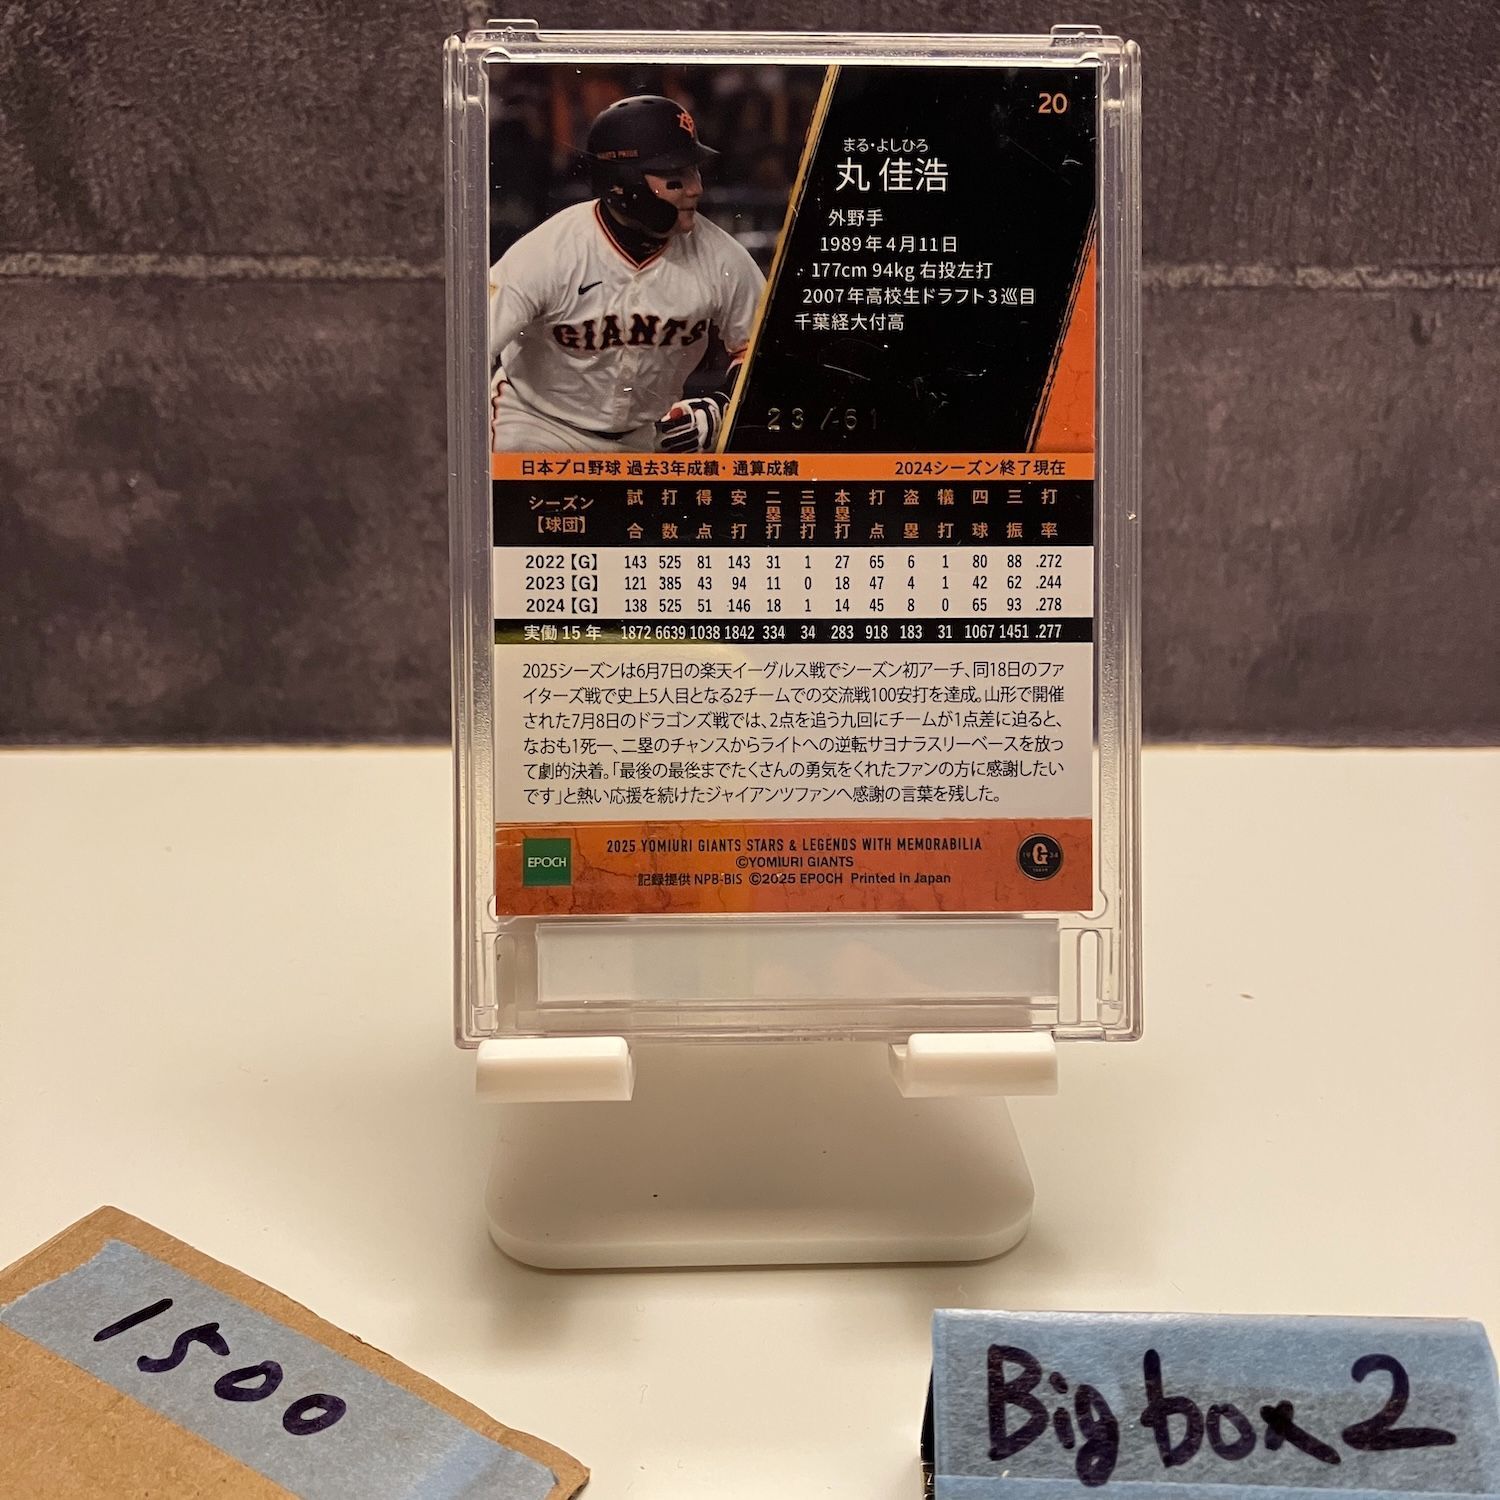 20
まる・よしひろ
丸 佳浩
外野手
1989年4月11日
177cm 94kg 右投左打
2007年高校生ドラフト3巡目
千葉経大付高
GIANTS PRIDE
GIANTS
23/61
日本プロ野球 過去3年成績・通算成績 2024シーズン終了現在
シーズン【球団】 試合 打数 得点 安打 二塁打 三塁打 本塁打 打点 盗塁 犠打 四球 三振 打率
2022【G】 143 525 81 143 31 1 27 65 6 1 80 88 .272
2023【G】 121 385 43 94 11 0 18 47 4 1 42 62 .244
2024【G】 138 525 51 146 18 1 14 45 8 0 65 93 .278
実働15年 1872 6639 1038 1842 334 34 283 918 183 31 1067 1451 .277
2025シーズンは6月7日の楽天イーグルス戦でシーズン初アーチ、同18日のファ
イターズ戦で史上5人目となる2チームでの交流戦100安打を達成。山形で開催
された7月8日のドラゴンズ戦では、2点を追う九回にチームが1点差に迫ると、
なおも1死一、二塁のチャンスからライトへの逆転サヨナラスリーベースを放っ
て劇的決着。「最後の最後までたくさんの勇気をくれたファンの方に感謝したい
です」と熱い応援を続けたジャイアンツファンへ感謝の言葉を残した。
EPOCH
2025 YOMIURI GIANTS STARS & LEGENDS WITH MEMORABILIA
©YOMIURI GIANTS
記録提供 NPB-BIS ©2025 EPOCH Printed in Japan
19 G 34
1500
Big box 2